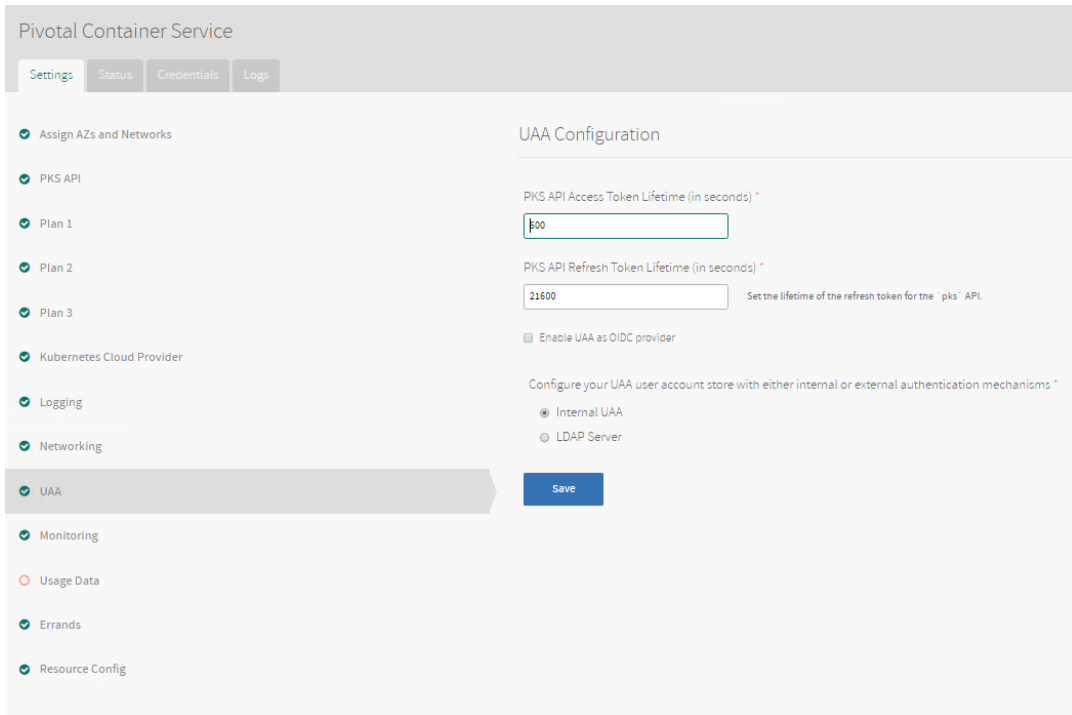 Pivotal Container Service
Settings Status Credentials Logs
Assign AZs and Networks
PKS API
Plan 1
Plan 2
Plan 3
Kubernetes Cloud Provider
Logging
Networking
UAA
Monitoring
Usage Data
Errands
Resource Config
UAA Configuration
PKS API Access Token Lifetime (in seconds) *
600
PKS API Refresh Token Lifetime (in seconds) *
21600 Set the lifetime of the refresh token for the `pks` API.
Enable UAA as OIDC provider
Configure your UAA user account store with either internal or external authentication mechanisms *
Internal UAA
LDAP Server
Save